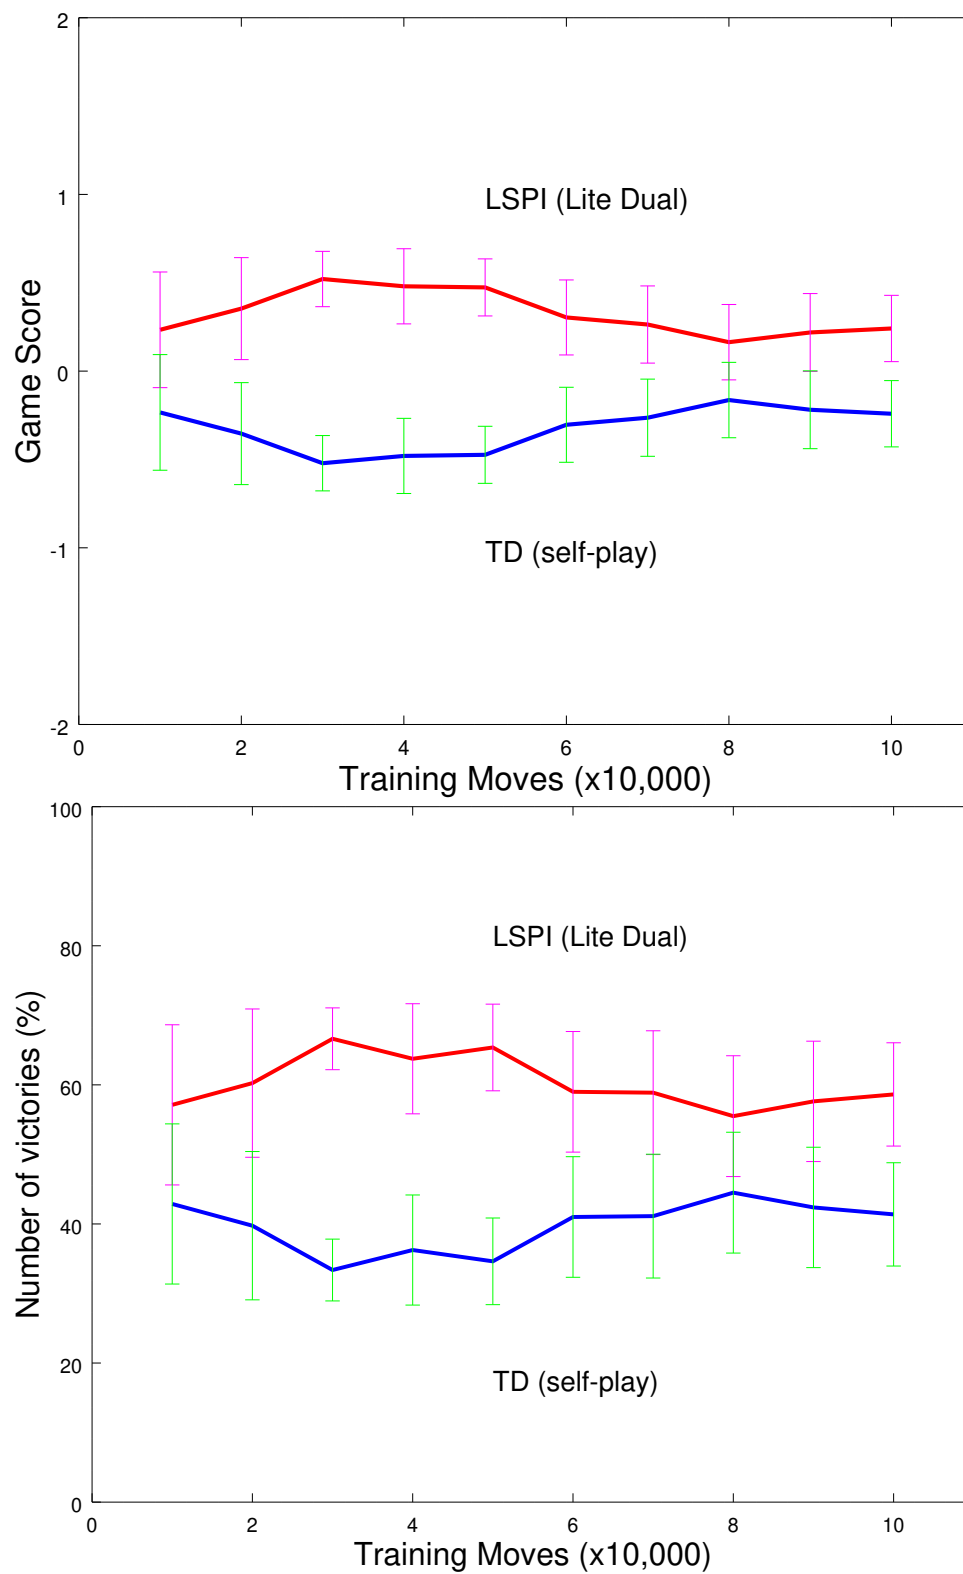 2
1
0
-1
-2
Game Score
LSPI (Lite Dual)
TD (self-play)
0 2 4 6 8 10
Training Moves (x10,000)
100
80
60
40
20
0
Number of victories (%)
LSPI (Lite Dual)
TD (self-play)
0 2 4 6 8 10
Training Moves (x10,000)